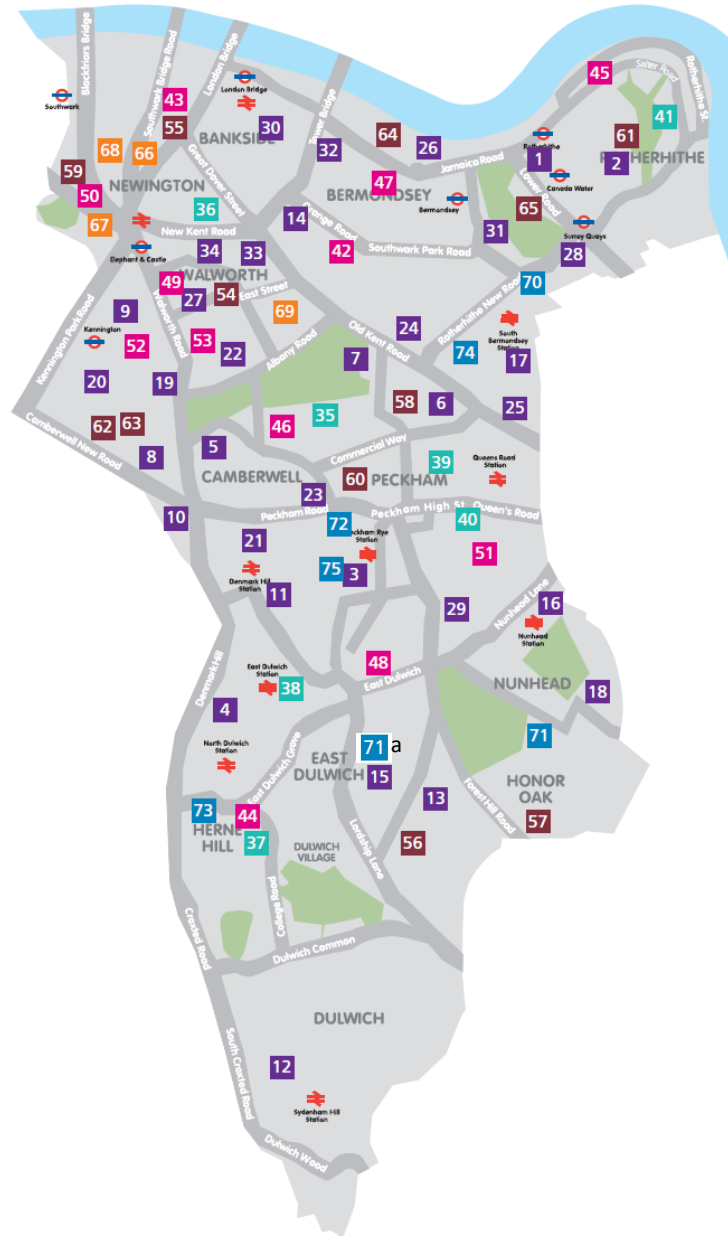 Blackfriars Bridge
Southwark Bridge Road
London Bridge
Tower Bridge
Salter Road
Rotherhithe St
Southwark
London Bridge
43
45
41
55
30
BANKSIDE
64
61
32
26
Rotherhithe
68
66
Great Dover Street
Jamaica Road
1
2
ROTHERHITHE
59
NEWINGTON
47
BERMONDSEY
Lower Road
Canada Water
50
36
Bermondsey
65
67
New Kent Road
14
Grange Road
31
Surrey Quays
Elephant & Castle
34
33
42
Southwark Park Road
28
WALWORTH
49
27
54
East Street
70
Kennington Park Road
9
Walworth Road
69
Old Kent Road
24
Rotherhithe New Road
South
Bermondsey
Station
Kennington
52
53
22
Albany Road
7
74
17
20
19
58
6
25
62
63
46
35
Camberwell New Road
8
5
Commercial Way
CAMBERWELL
39
Queens Road
Station
60
PECKHAM
23
10
Peckham Road
72
Peckham High St
Queen's Road
40
21
Peckham Rye
Station
51
Denmark Hill
Station
75
3
11
29
Nunhead Lane
16
Nunhead
Station
Denmark Hill
48
East Dulwich
East Dulwich
Station
38
NUNHEAD
18
4
North Dulwich
Station
East Dulwich Grove
71 a
71
EAST
DULWICH
15
HONOR
OAK
13
Forest Hill Road
73
44
HERNE
HILL
37
Lordship Lane
57
DULWICH
VILLAGE
56
College Road
Croxted Road
Dulwich Common
DULWICH
South Croxted Road
12
Sydenham Hill
Station
Dulwich Wood